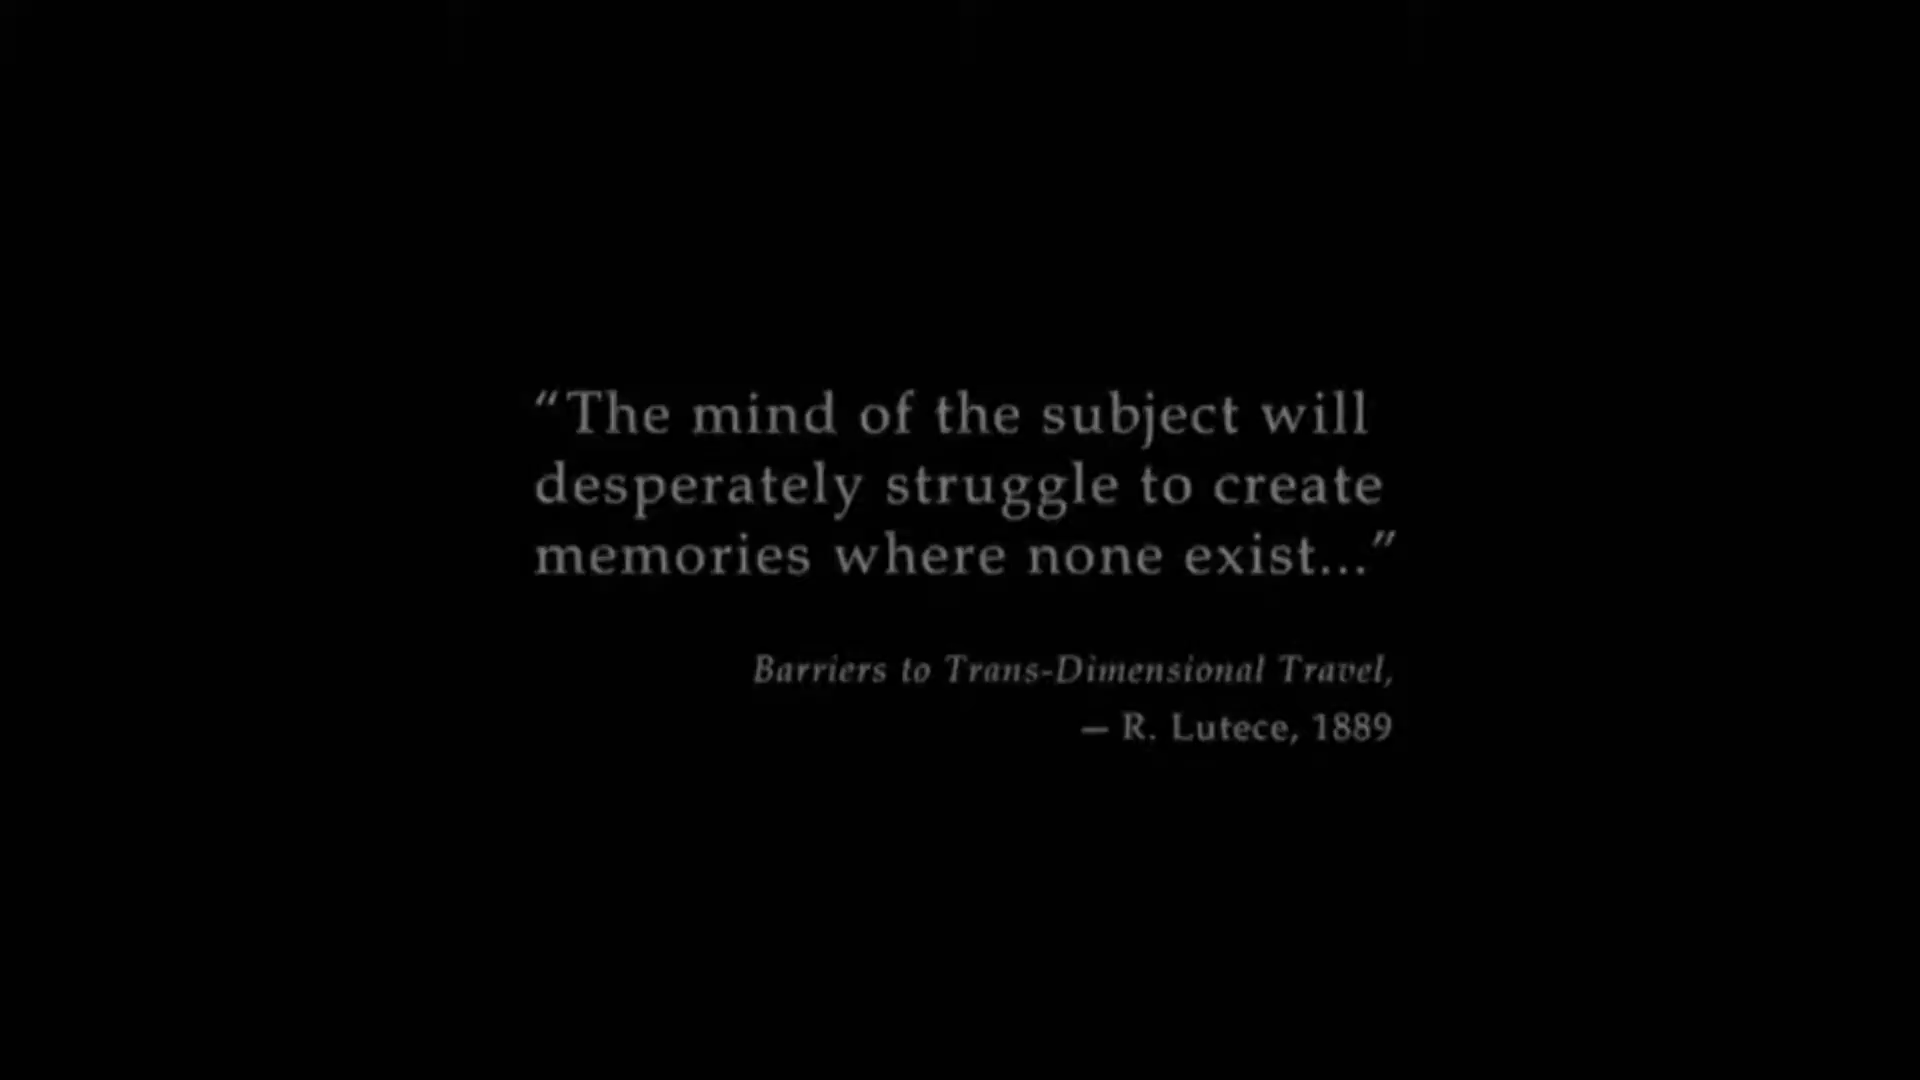 “The mind of the subject will
desperately struggle to create
memories where none exist...”
Barriers to Trans-Dimensional Travel,
— R. Lutece, 1889